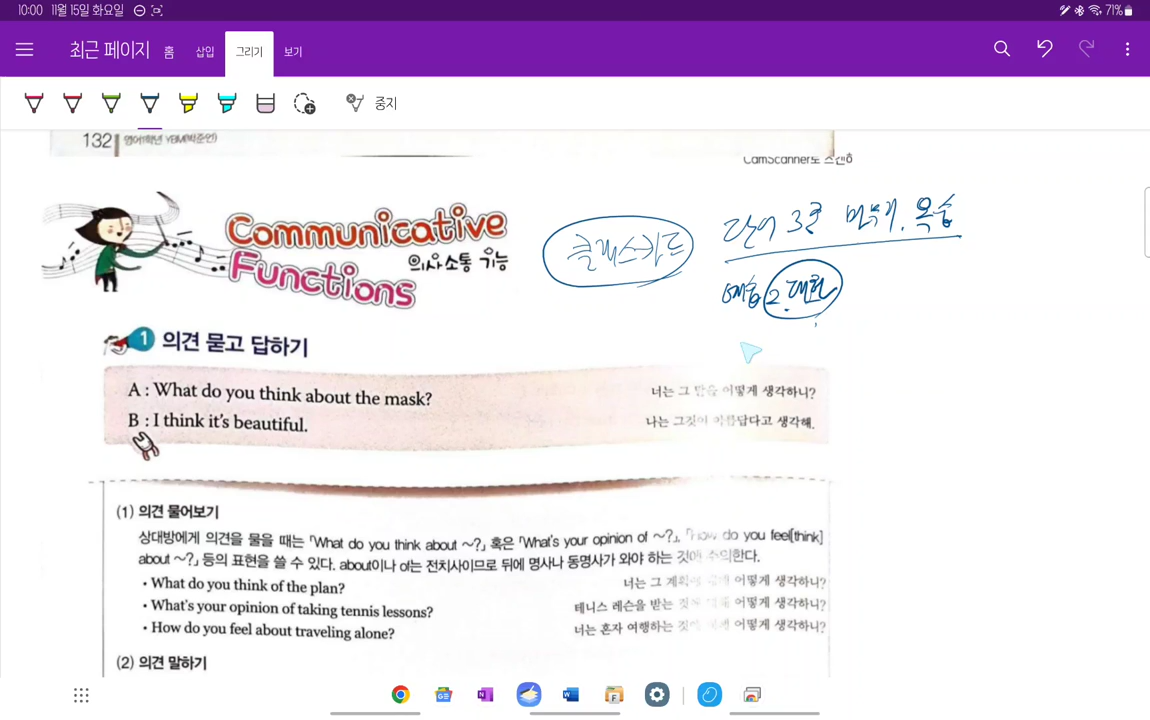 10:00 11월 15일 화요일
71%
최근 페이지 홈 삽입 그리기 보기
중지
132 영어1학년 YBM(박준언)
CamScanner로 스캔하
Communicative
Functions
의사소통 기능
클래스카드
단어 3큰
예습 2
1 의견 묻고 답하기
A : What do you think about the mask? 너는 그 탈을 어떻게 생각하니?
B : I think it's beautiful. 나는 그것이 아름답다고 생각해.
(1) 의견 물어보기
상대방에게 의견을 물을 때는 「What do you think about ~?」 혹은 「What's your opinion of ~?」, 「How do you feel[think]
about ~?」 등의 표현을 쓸 수 있다. about이나 of는 전치사이므로 뒤에 명사나 동명사가 와야 하는 것에 주의한다.
• What do you think of the plan? 너는 그 계획에 대해 어떻게 생각하니?
• What's your opinion of taking tennis lessons? 테니스 레슨을 받는 것에 대해 어떻게 생각하니?
• How do you feel about traveling alone? 너는 혼자 여행하는 것에 대해 어떻게 생각하니?
(2) 의견 말하기